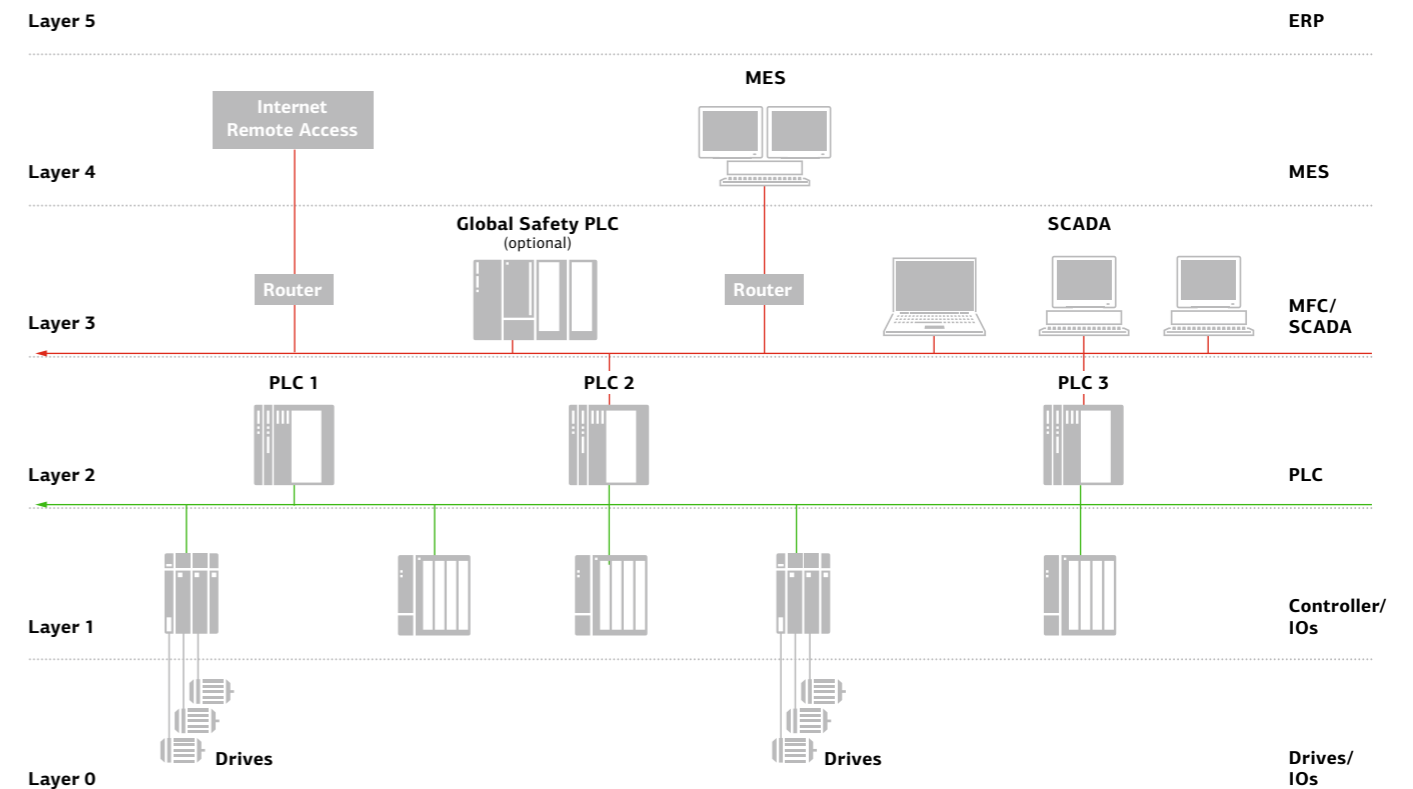 Layer 5
ERP
MES
Internet
Remote Access
Layer 4
MES
Global Safety PLC
(optional)
SCADA
Router
Router
Layer 3
MFC/
SCADA
PLC 1
PLC 2
PLC 3
Layer 2
PLC
Layer 1
Controller/
IOs
Drives
Drives
Layer 0
Drives/
IOs